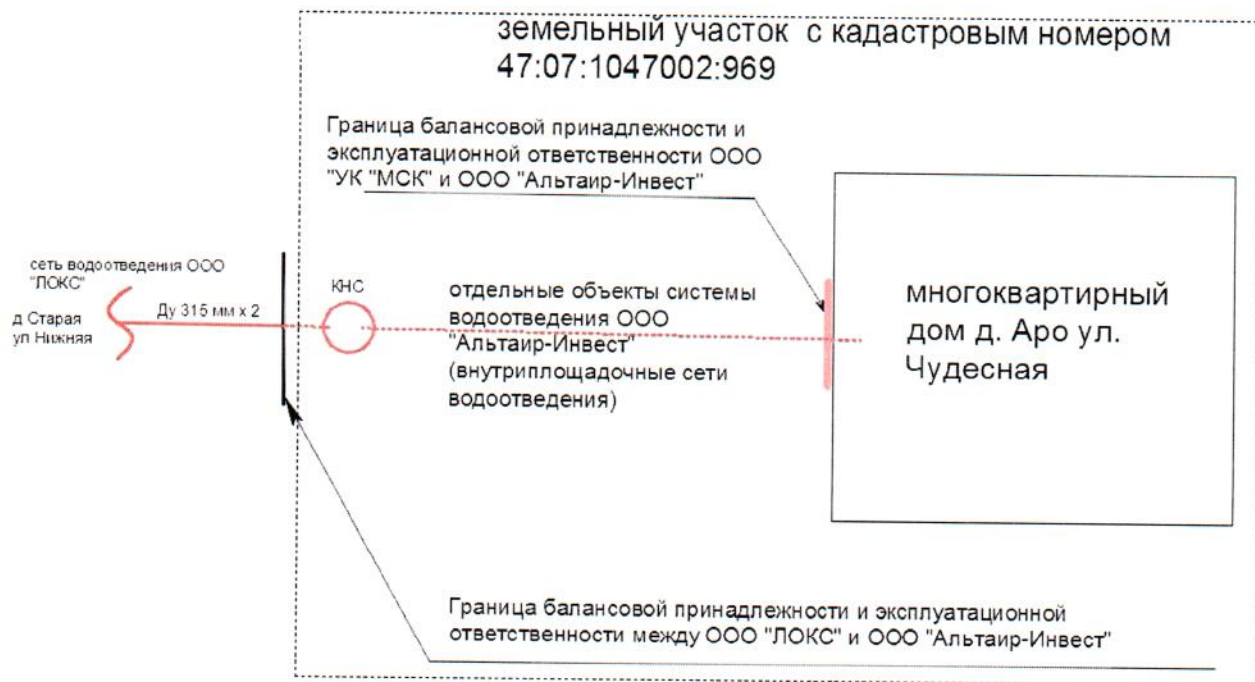 земельный участок с кадастровым номером
47:07:1047002:969
Граница балансовой принадлежности и
эксплуатационной ответственности ООО
"УК "МСК" и ООО "Альтаир-Инвест"
сеть водоотведения ООО
"ЛОКС"
д Старая
ул Нижняя
Ду 315 мм x 2
КНС
отдельные объекты системы
водоотведения ООО
"Альтаир-Инвест"
(внутриплощадочные сети
водоотведения)
многоквартирный
дом д. Аро ул.
Чудесная
Граница балансовой принадлежности и эксплуатационной
ответственности между ООО "ЛОКС" и ООО "Альтаир-Инвест"